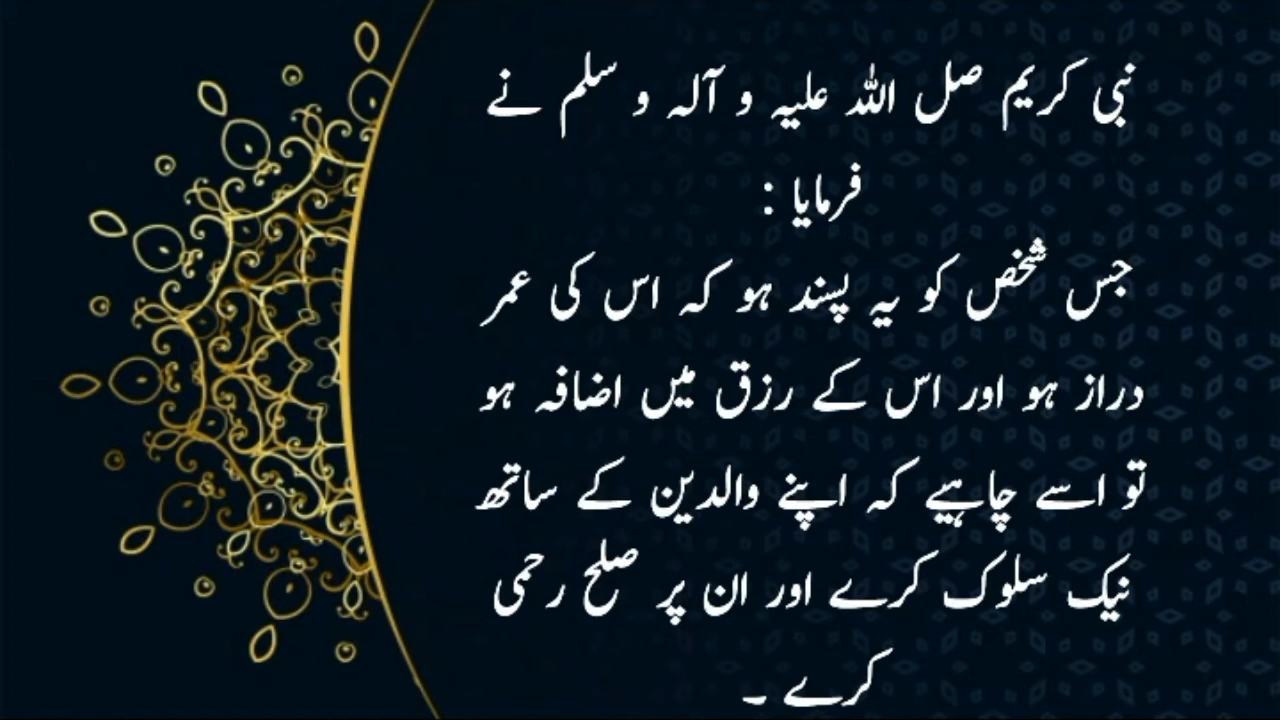 نبی کریم صل اللہ علیہ و آلہ و سلم نے
فرمایا :
جس شخص کو یہ پسند ہو کہ اس کی عمر
دراز ہو اور اس کے رزق میں اضافہ ہو
تو اسے چاہیے کہ اپنے والدین کے ساتھ
نیک سلوک کرے اور ان پر صلح رحمی
کرے ۔